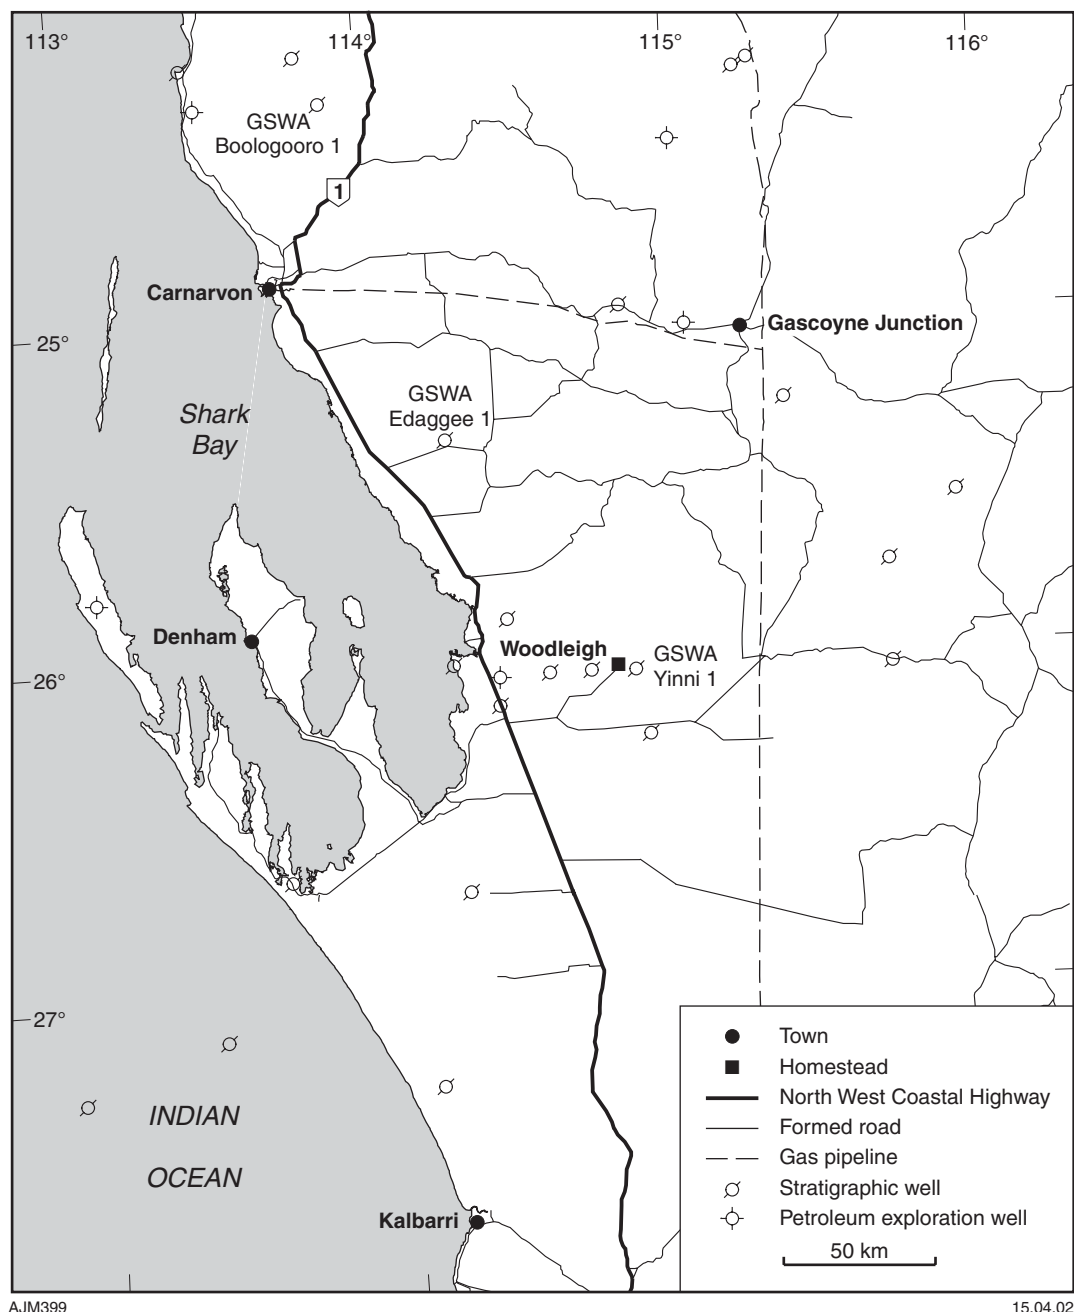 113°
114°
115°
116°
GSWA
Boologooro 1
1
Carnarvon
Gascoyne Junction
25°
GSWA
Edaggee 1
Shark
Bay
Denham
Woodleigh
GSWA
Yinni 1
26°
27°
INDIAN
OCEAN
Kalbarri
Town
Homestead
North West Coastal Highway
Formed road
Gas pipeline
Stratigraphic well
Petroleum exploration well
50 km
AJM399
15.04.02